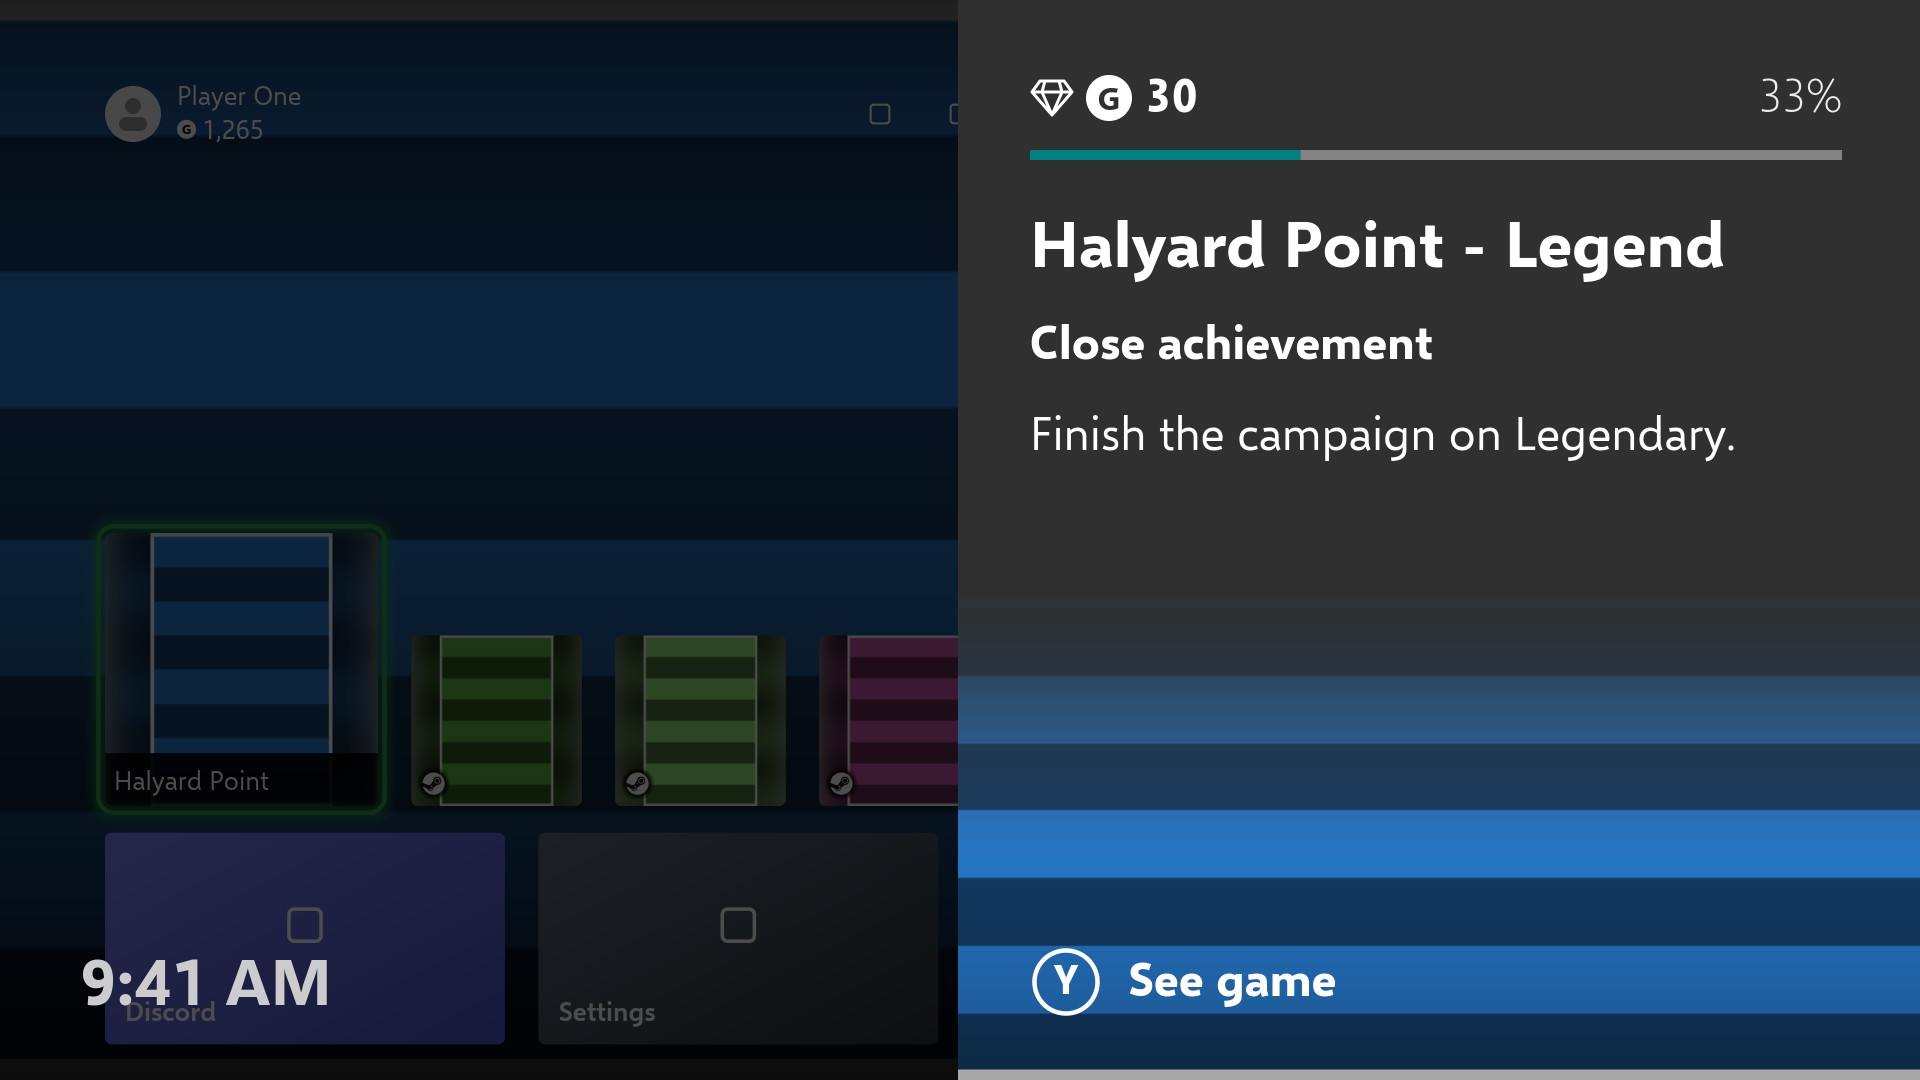 Player One
G 1,265
Halyard Point
Discord
Settings
9:41 AM
G 30
33%
Halyard Point - Legend
Close achievement
Finish the campaign on Legendary.
Y See game